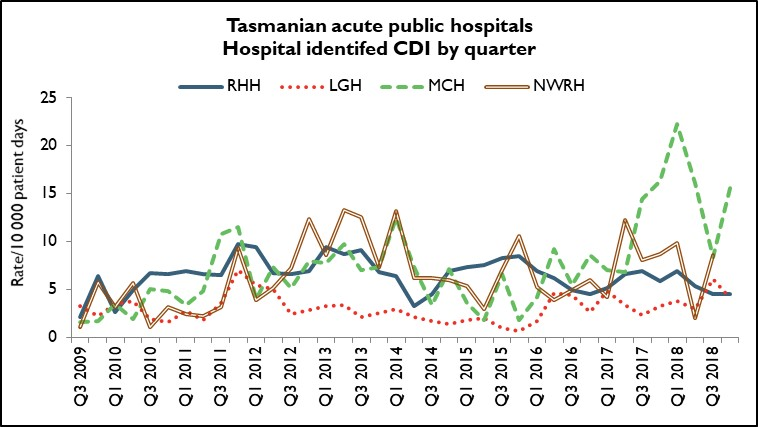 Tasmanian acute public hospitals
Hospital identifed CDI by quarter
RHH LGH MCH NWRH
Rate/10 000 patient days
25
20
15
10
5
0
Q3 2009
Q1 2010
Q3 2010
Q1 2011
Q3 2011
Q1 2012
Q3 2012
Q1 2013
Q3 2013
Q1 2014
Q3 2014
Q1 2015
Q3 2015
Q1 2016
Q3 2016
Q1 2017
Q3 2017
Q1 2018
Q3 2018